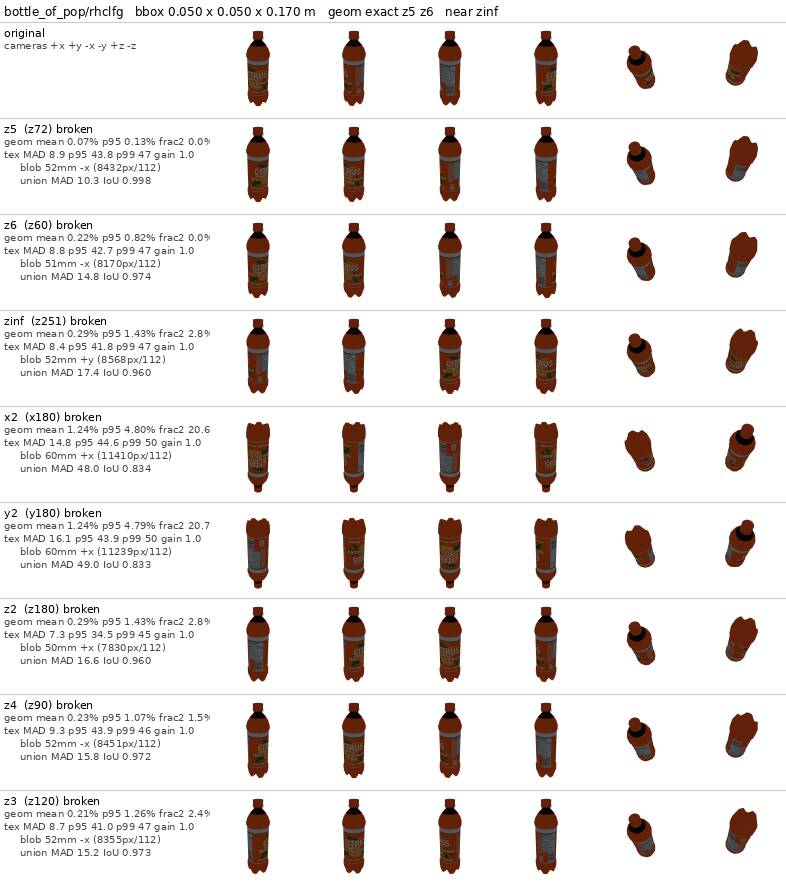 bottle_of_pop/rhclfg bbox 0.050 x 0.050 x 0.170 m geom exact z5 z6 near zinf
original
cameras +x +y -x -y +z -z
z5 (z72) broken
geom mean 0.07% p95 0.13% frac2 0.0%
tex MAD 8.9 p95 43.8 p99 47 gain 1.0
blob 52mm -x (8432px/112)
union MAD 10.3 IoU 0.998
z6 (z60) broken
geom mean 0.22% p95 0.82% frac2 0.0%
tex MAD 8.8 p95 42.7 p99 47 gain 1.0
blob 51mm -x (8170px/112)
union MAD 14.8 IoU 0.974
zinf (z251) broken
geom mean 0.29% p95 1.43% frac2 2.8%
tex MAD 8.4 p95 41.8 p99 47 gain 1.0
blob 52mm +y (8568px/112)
union MAD 17.4 IoU 0.960
x2 (x180) broken
geom mean 1.24% p95 4.80% frac2 20.6
tex MAD 14.8 p95 44.6 p99 50 gain 1.0
blob 60mm +x (11410px/112)
union MAD 48.0 IoU 0.834
y2 (y180) broken
geom mean 1.24% p95 4.79% frac2 20.7
tex MAD 16.1 p95 43.9 p99 50 gain 1.0
blob 60mm +x (11239px/112)
union MAD 49.0 IoU 0.833
z2 (z180) broken
geom mean 0.29% p95 1.43% frac2 2.8%
tex MAD 7.3 p95 34.5 p99 45 gain 1.0
blob 50mm +x (7830px/112)
union MAD 16.6 IoU 0.960
z4 (z90) broken
geom mean 0.23% p95 1.07% frac2 1.5%
tex MAD 9.3 p95 43.9 p99 46 gain 1.0
blob 52mm -x (8451px/112)
union MAD 15.8 IoU 0.972
z3 (z120) broken
geom mean 0.21% p95 1.26% frac2 2.4%
tex MAD 8.7 p95 41.0 p99 47 gain 1.0
blob 52mm -x (8355px/112)
union MAD 15.2 IoU 0.973